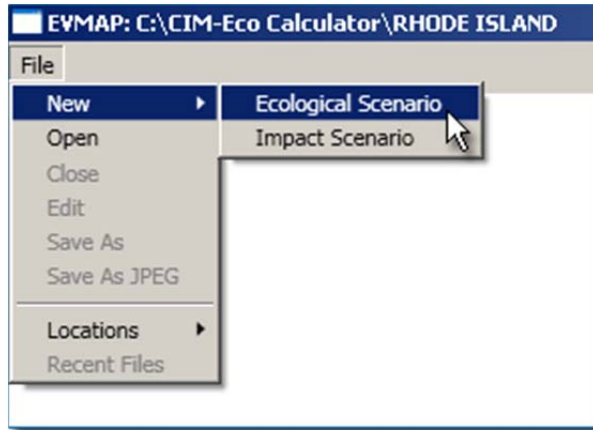 EVMAP: C:\CIM-Eco Calculator\RHODE ISLAND
File
New
Ecological Scenario
Open
Impact Scenario
Close
Edit
Save As
Save As JPEG
Locations
Recent Files